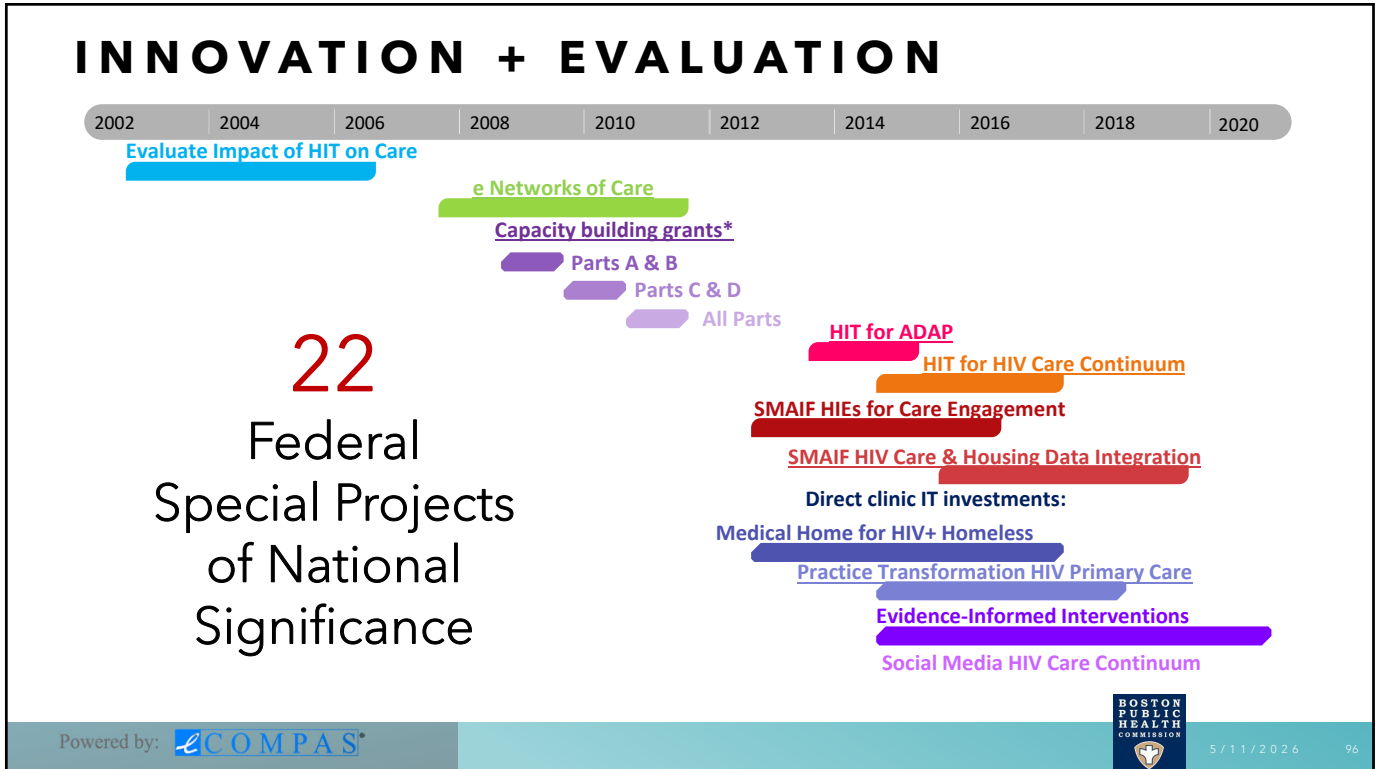 INNOVATION + EVALUATION
2002 2004 2006 2008 2010 2012 2014 2016 2018 2020
Evaluate Impact of HIT on Care
e Networks of Care
Capacity building grants*
Parts A & B
Parts C & D
All Parts
HIT for ADAP
HIT for HIV Care Continuum
SMAIF HIEs for Care Engagement
SMAIF HIV Care & Housing Data Integration
Direct clinic IT investments:
Medical Home for HIV+ Homeless
Practice Transformation HIV Primary Care
Evidence-Informed Interventions
Social Media HIV Care Continuum
22
Federal
Special Projects
of National
Significance
Powered by: eCOMPAS
BOSTON
PUBLIC
HEALTH
COMMISSION
5/11/2026 96